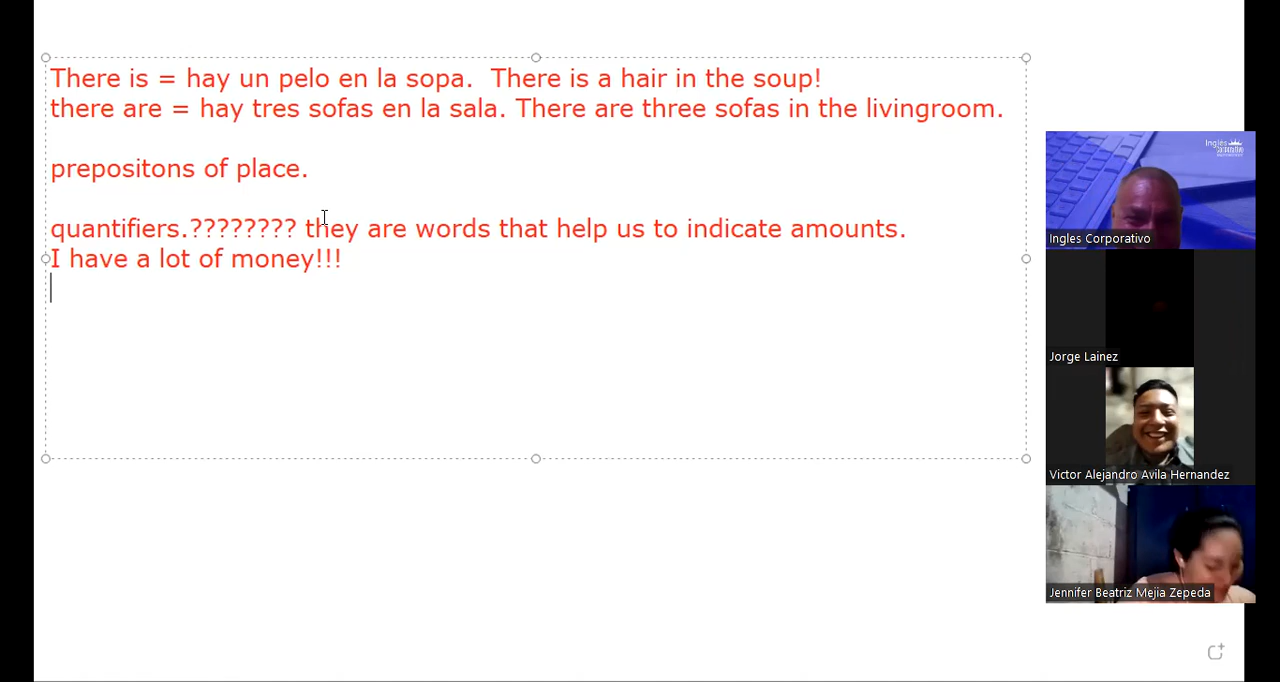 There is = hay un pelo en la sopa.  There is a hair in the soup!
there are = hay tres sofas en la sala. There are three sofas in the livingroom.
prepositons of place.
quantifiers.???????? they are words that help us to indicate amounts.
I have a lot of money!!!
Ingles
Ingles Corporativo
Jorge Lainez
Victor Alejandro Avila Hernandez
Jennifer Beatriz Mejia Zepeda